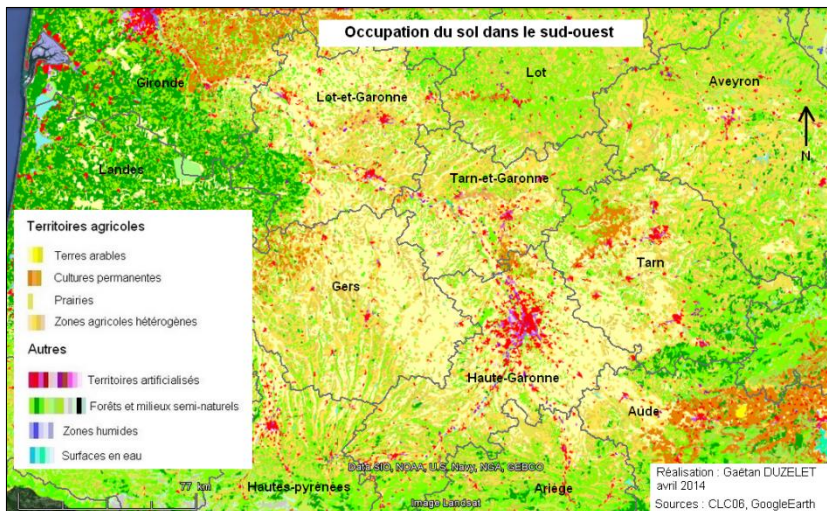 Occupation du sol dans le sud-ouest
Lot
Aveyron
Gironde
Lot-et-Garonne
N
Landes
Tarn-et-Garonne
Territoires agricoles
Terres arables
Cultures permanentes
Prairies
Zones agricoles hétérogènes
Autres
Territoires artificialisés
Forêts et milieux semi-naturels
Zones humides
Surfaces en eau
Tarn
Gers
Haute-Garonne
Aude
Data SIO, NOAA, U.S. Navy, NGA, GEBCO
77 km
Hautes-pyrenees
Image Landsat
Ariège
Réalisation : Gaétan DUZELET
avril 2014
Sources : CLC06, GoogleEarth